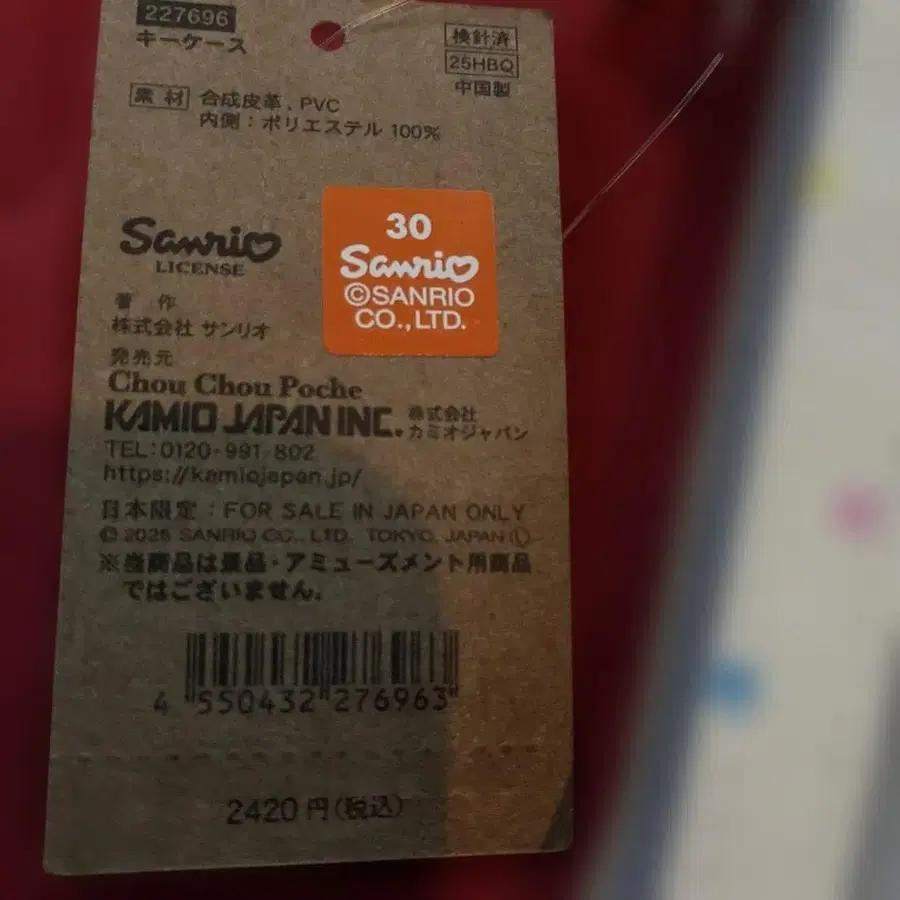 227696
キーケース
検針済
25HBQ
中国製
素材 合成皮革、PVC
内側：ポリエステル 100%
Sanrio
LICENSE
30
Sanrio
©SANRIO
CO.,LTD.
著 作
株式会社 サンリオ
発売元
Chou Chou Poche
KAMIO JAPAN INC. 株式会社
カミオジャパン
TEL:0120-991-802
https://kamiojapan.jp/
日本限定：FOR SALE IN JAPAN ONLY
© 2025 SANRIO CO., LTD. TOKYO, JAPAN Ⓛ
※当商品は景品・アミューズメント用商品
ではございません。
4 550432 276963
2420 円(税込)